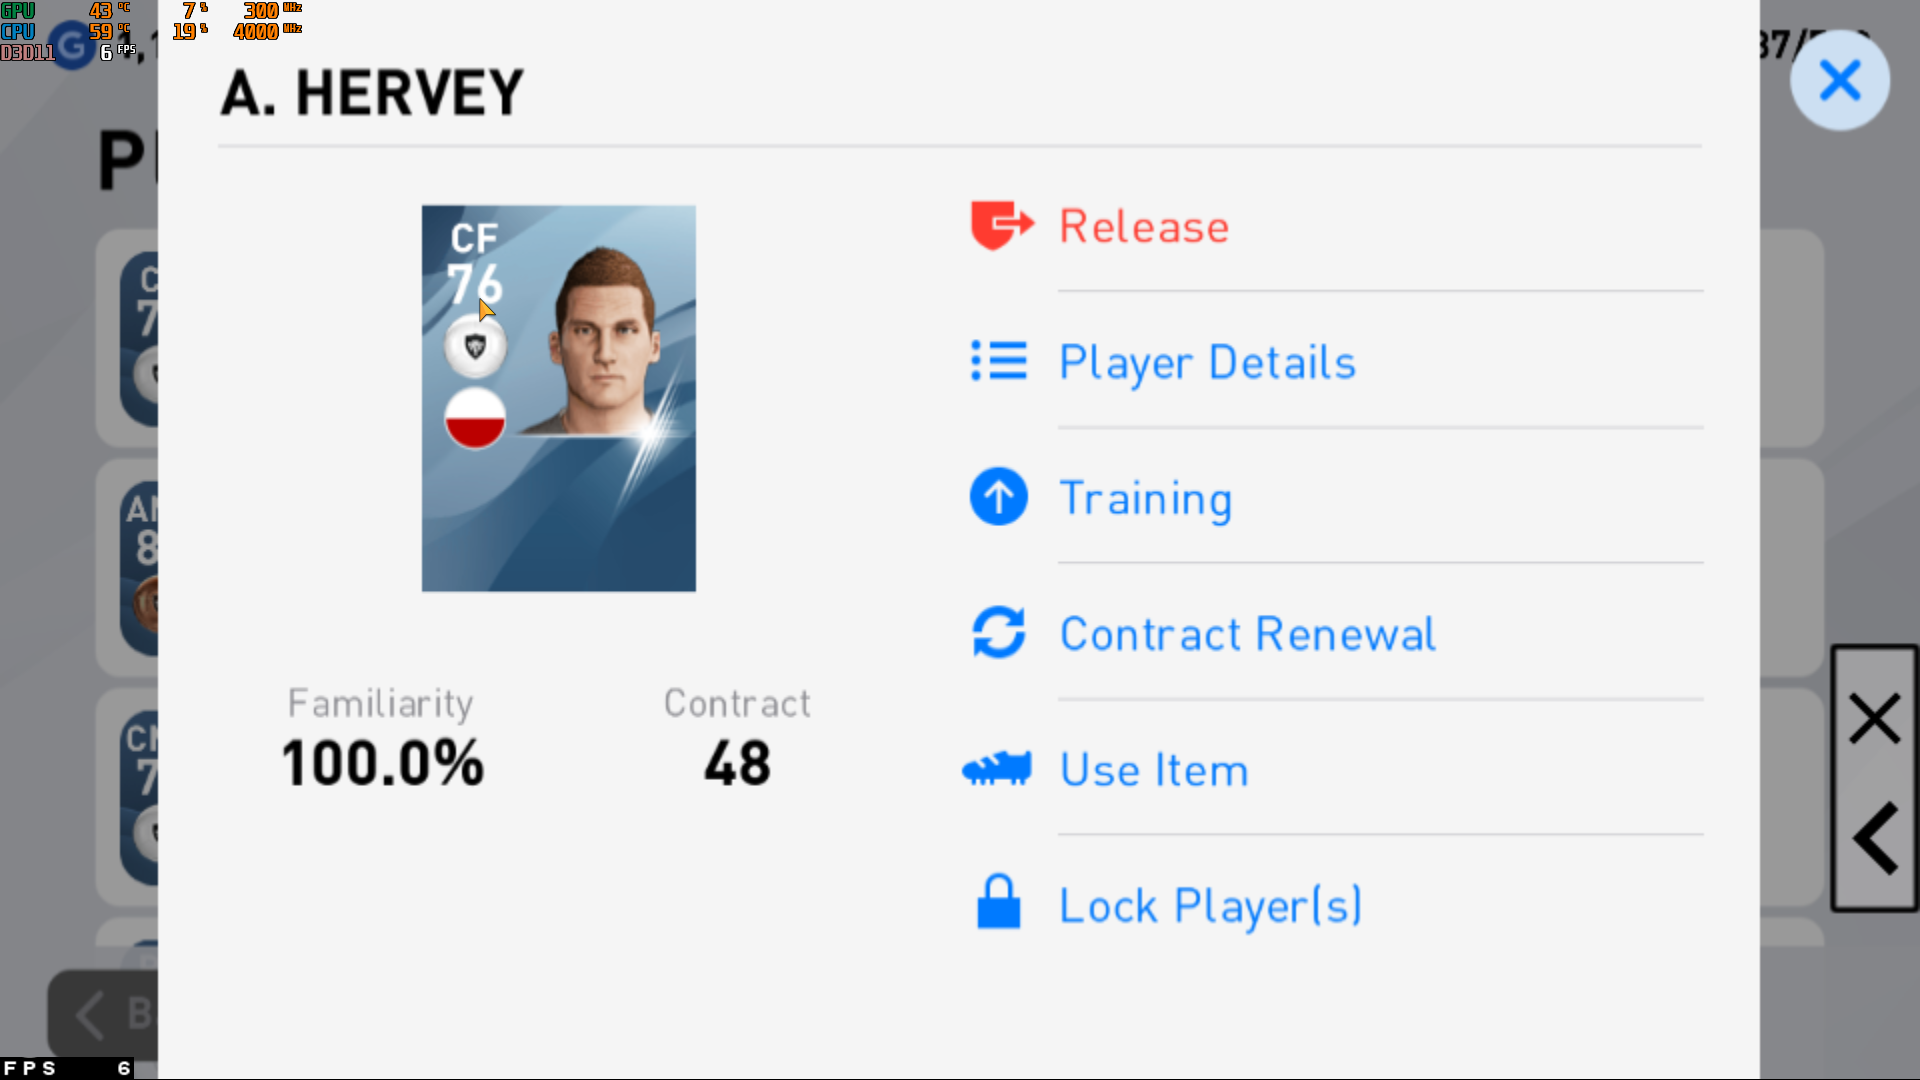 GPU 43 °C 7 % 300 MHz
CPU 59 °C 19 % 4000 MHz
D3D11 6 FPS
A. HERVEY
CF
76
Release
Player Details
Training
Contract Renewal
Use Item
Lock Player(s)
Familiarity
100.0%
Contract
48
FPS 6